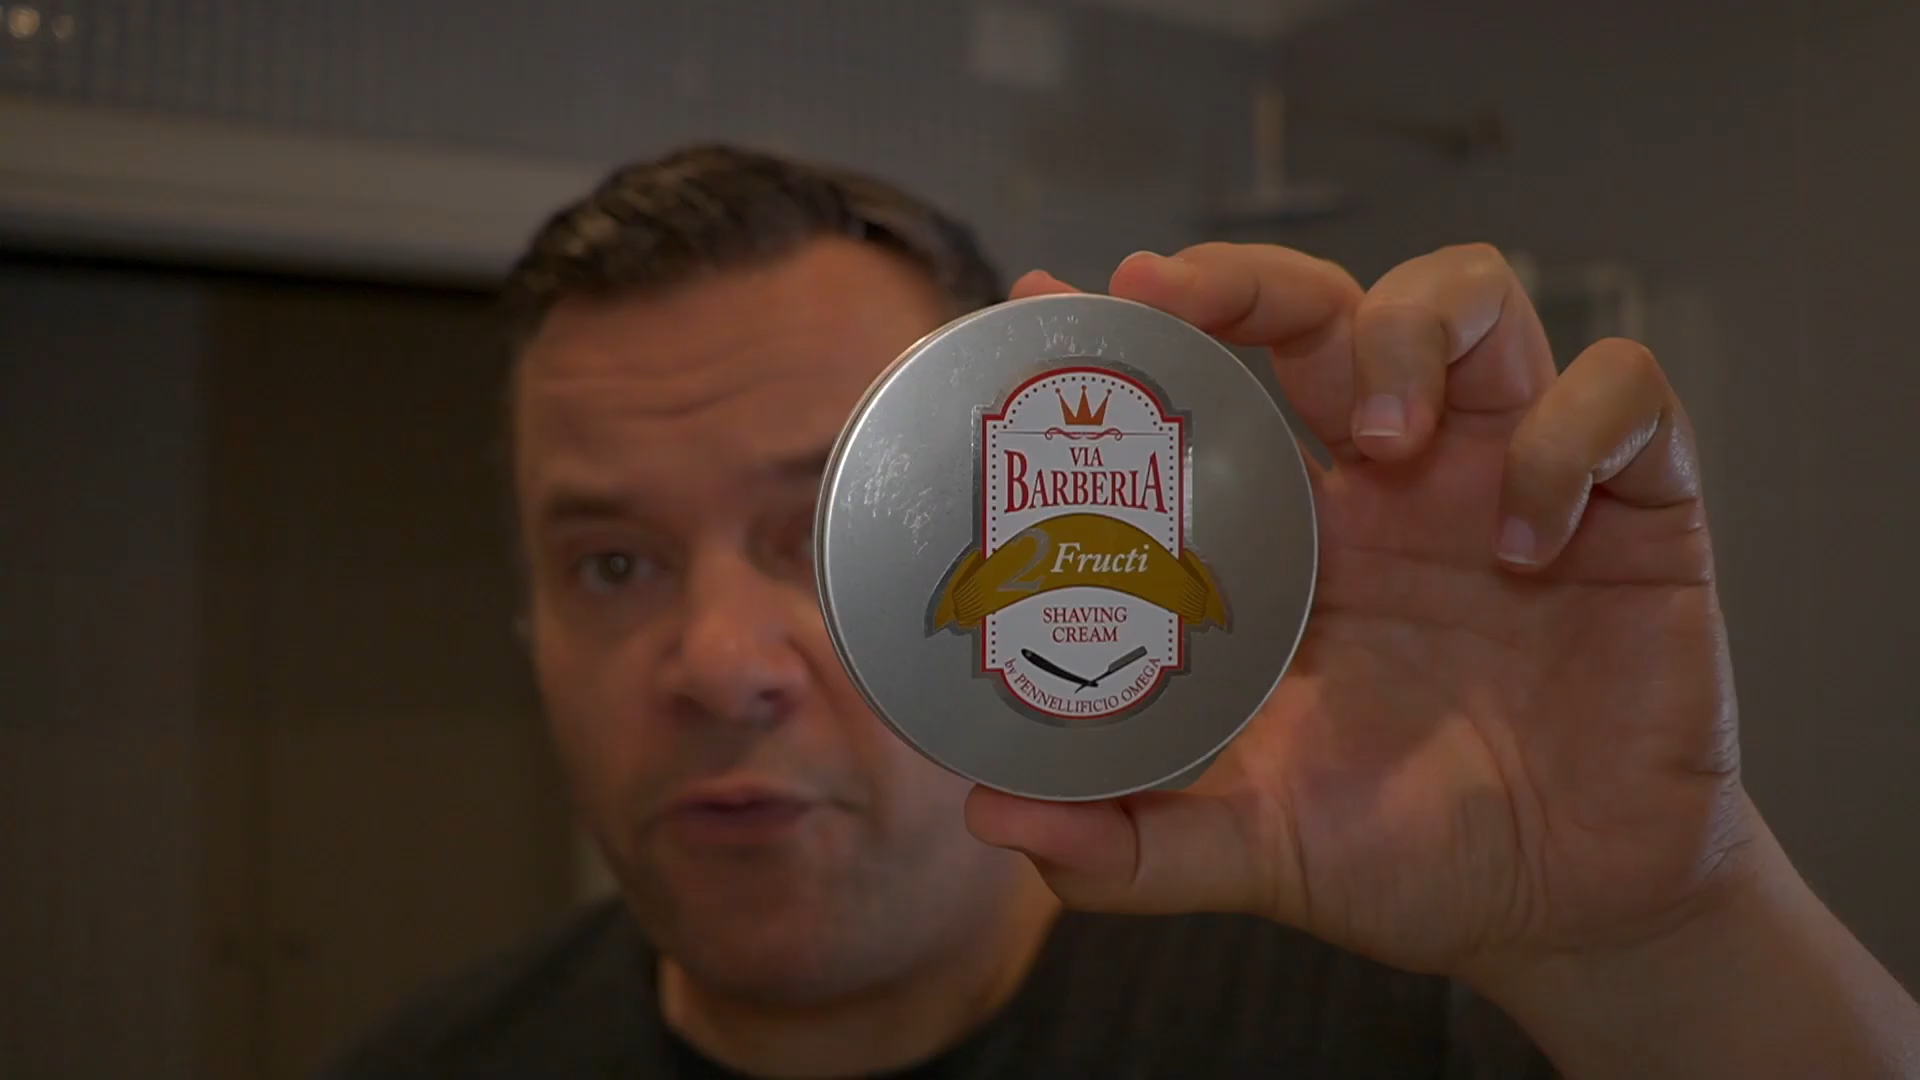 VIA
BARBERIA
2 Fructi
SHAVING
CREAM
by PENNELLIFICIO OMEGA